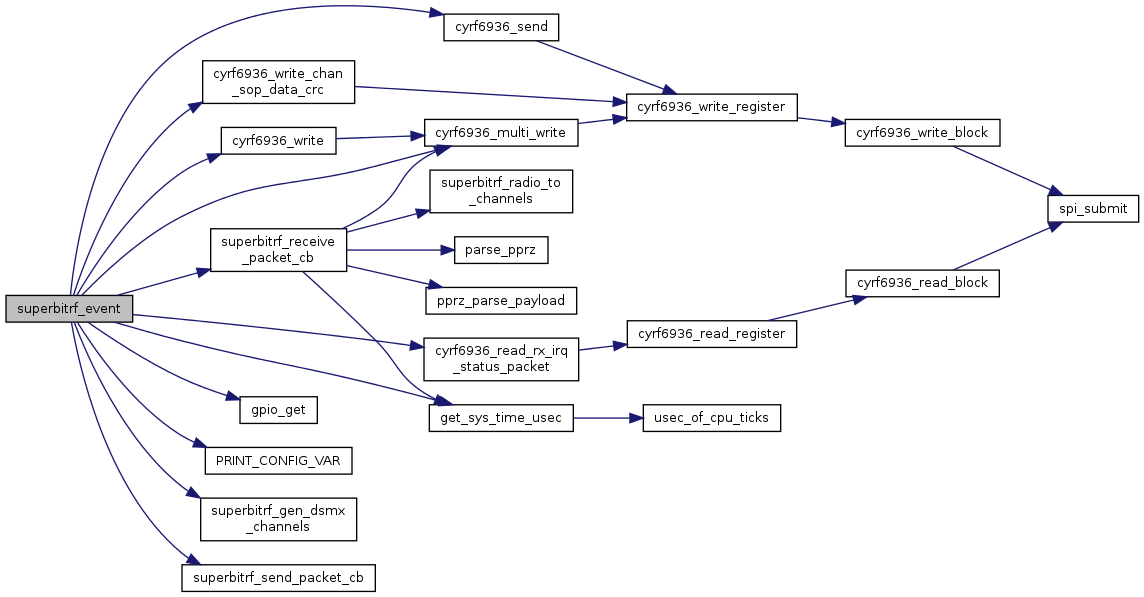 superbitrf_event
cyrf6936_send
cyrf6936_write_chan
_sop_data_crc
cyrf6936_write
cyrf6936_multi_write
cyrf6936_write_register
cyrf6936_write_block
spi_submit
superbitrf_receive
_packet_cb
superbitrf_radio_to
_channels
parse_pprz
pprz_parse_payload
cyrf6936_read_rx_irq
_status_packet
cyrf6936_read_register
cyrf6936_read_block
get_sys_time_usec
usec_of_cpu_ticks
gpio_get
PRINT_CONFIG_VAR
superbitrf_gen_dsmx
_channels
superbitrf_send_packet_cb